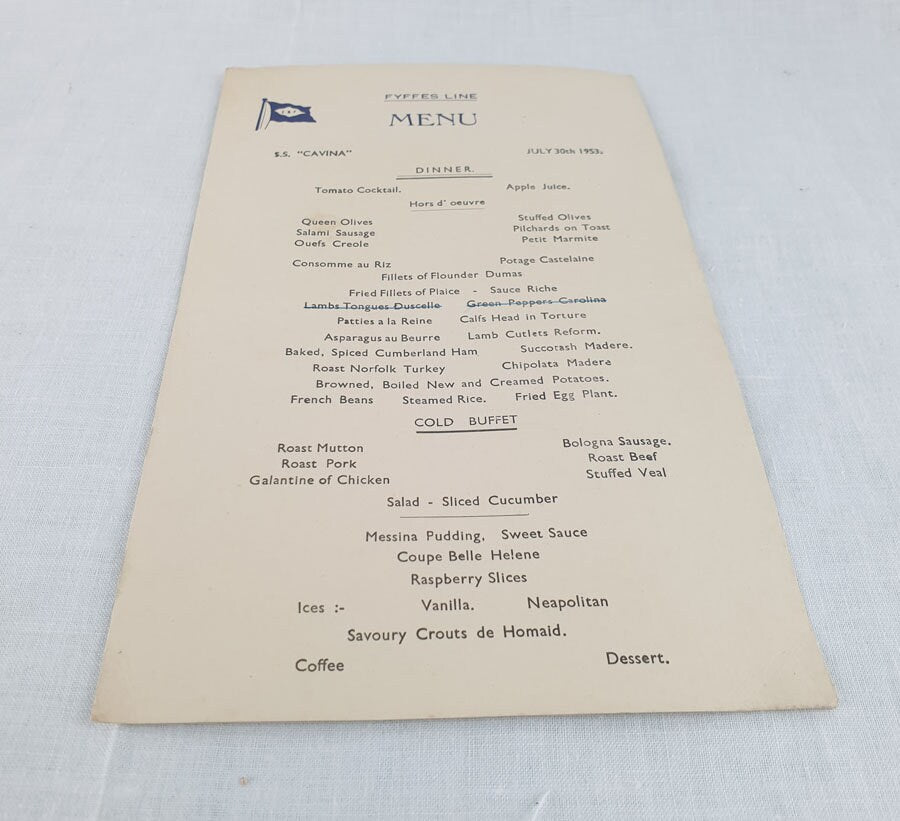 FYFFES LINE
MENU
S.S. "CAVINA" JULY 30th 1953.
DINNER.
Tomato Cocktail. Apple Juice.
Hors d' oeuvre
Queen Olives Stuffed Olives
Salami Sausage Pilchards on Toast
Ouefs Creole Petit Marmite
Consomme au Riz Potage Castelaine
Fillets of Flounder Dumas
Fried Fillets of Plaice - Sauce Riche
Lambs Tongues Duscelle Green Peppers Carolina
Patties a la Reine Calfs Head in Torture
Asparagus au Beurre Lamb Cutlets Reform.
Baked, Spiced Cumberland Ham Succotash Madere.
Roast Norfolk Turkey Chipolata Madera
Browned, Boiled New and Creamed Potatoes.
French Beans Steamed Rice. Fried Egg Plant.
COLD BUFFET
Roast Mutton Bologna Sausage.
Roast Pork Roast Beef
Galantine of Chicken Stuffed Veal
Salad - Sliced Cucumber
Messina Pudding, Sweet Sauce
Coupe Belle Helene
Raspberry Slices
Ices :- Vanilla. Neapolitan
Savoury Crouts de Homaid.
Coffee Dessert.